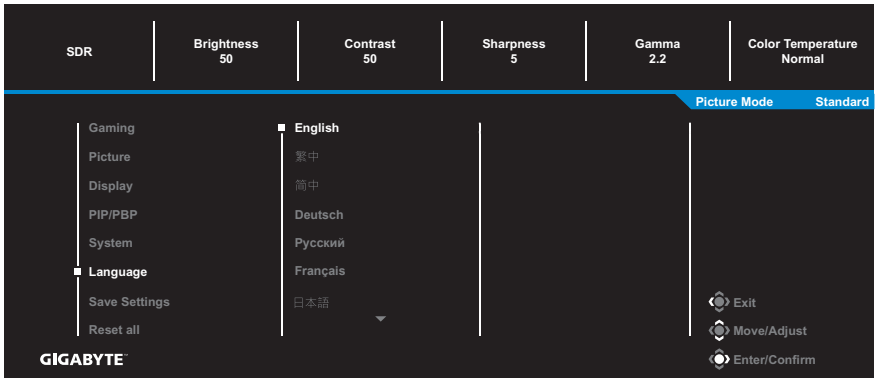 SDR
Brightness
50
Contrast
50
Sharpness
5
Gamma
2.2
Color Temperature
Normal
Picture Mode Standard
Gaming
Picture
Display
PIP/PBP
System
Language
Save Settings
Reset all
English
繁中
简中
Deutsch
Русский
Français
日本語
Exit
Move/Adjust
Enter/Confirm
GIGABYTE™